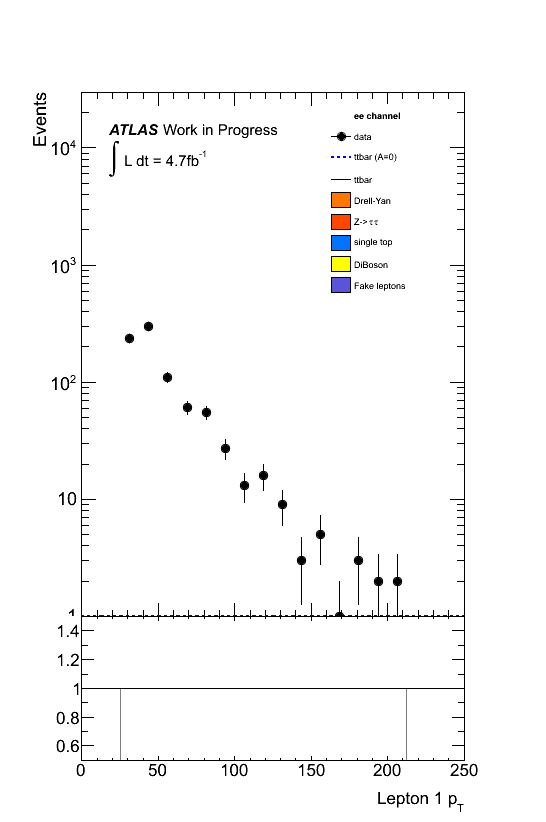 Events
ATLAS Work in Progress
∫ L dt = 4.7fb⁻¹
ee channel
data
ttbar (A=0)
ttbar
Drell-Yan
Z->ττ
single top
DiBoson
Fake leptons
10⁴
10³
10²
10
1
1.4
1.2
1
0.8
0.6
0 50 100 150 200 250
Lepton 1 p_T